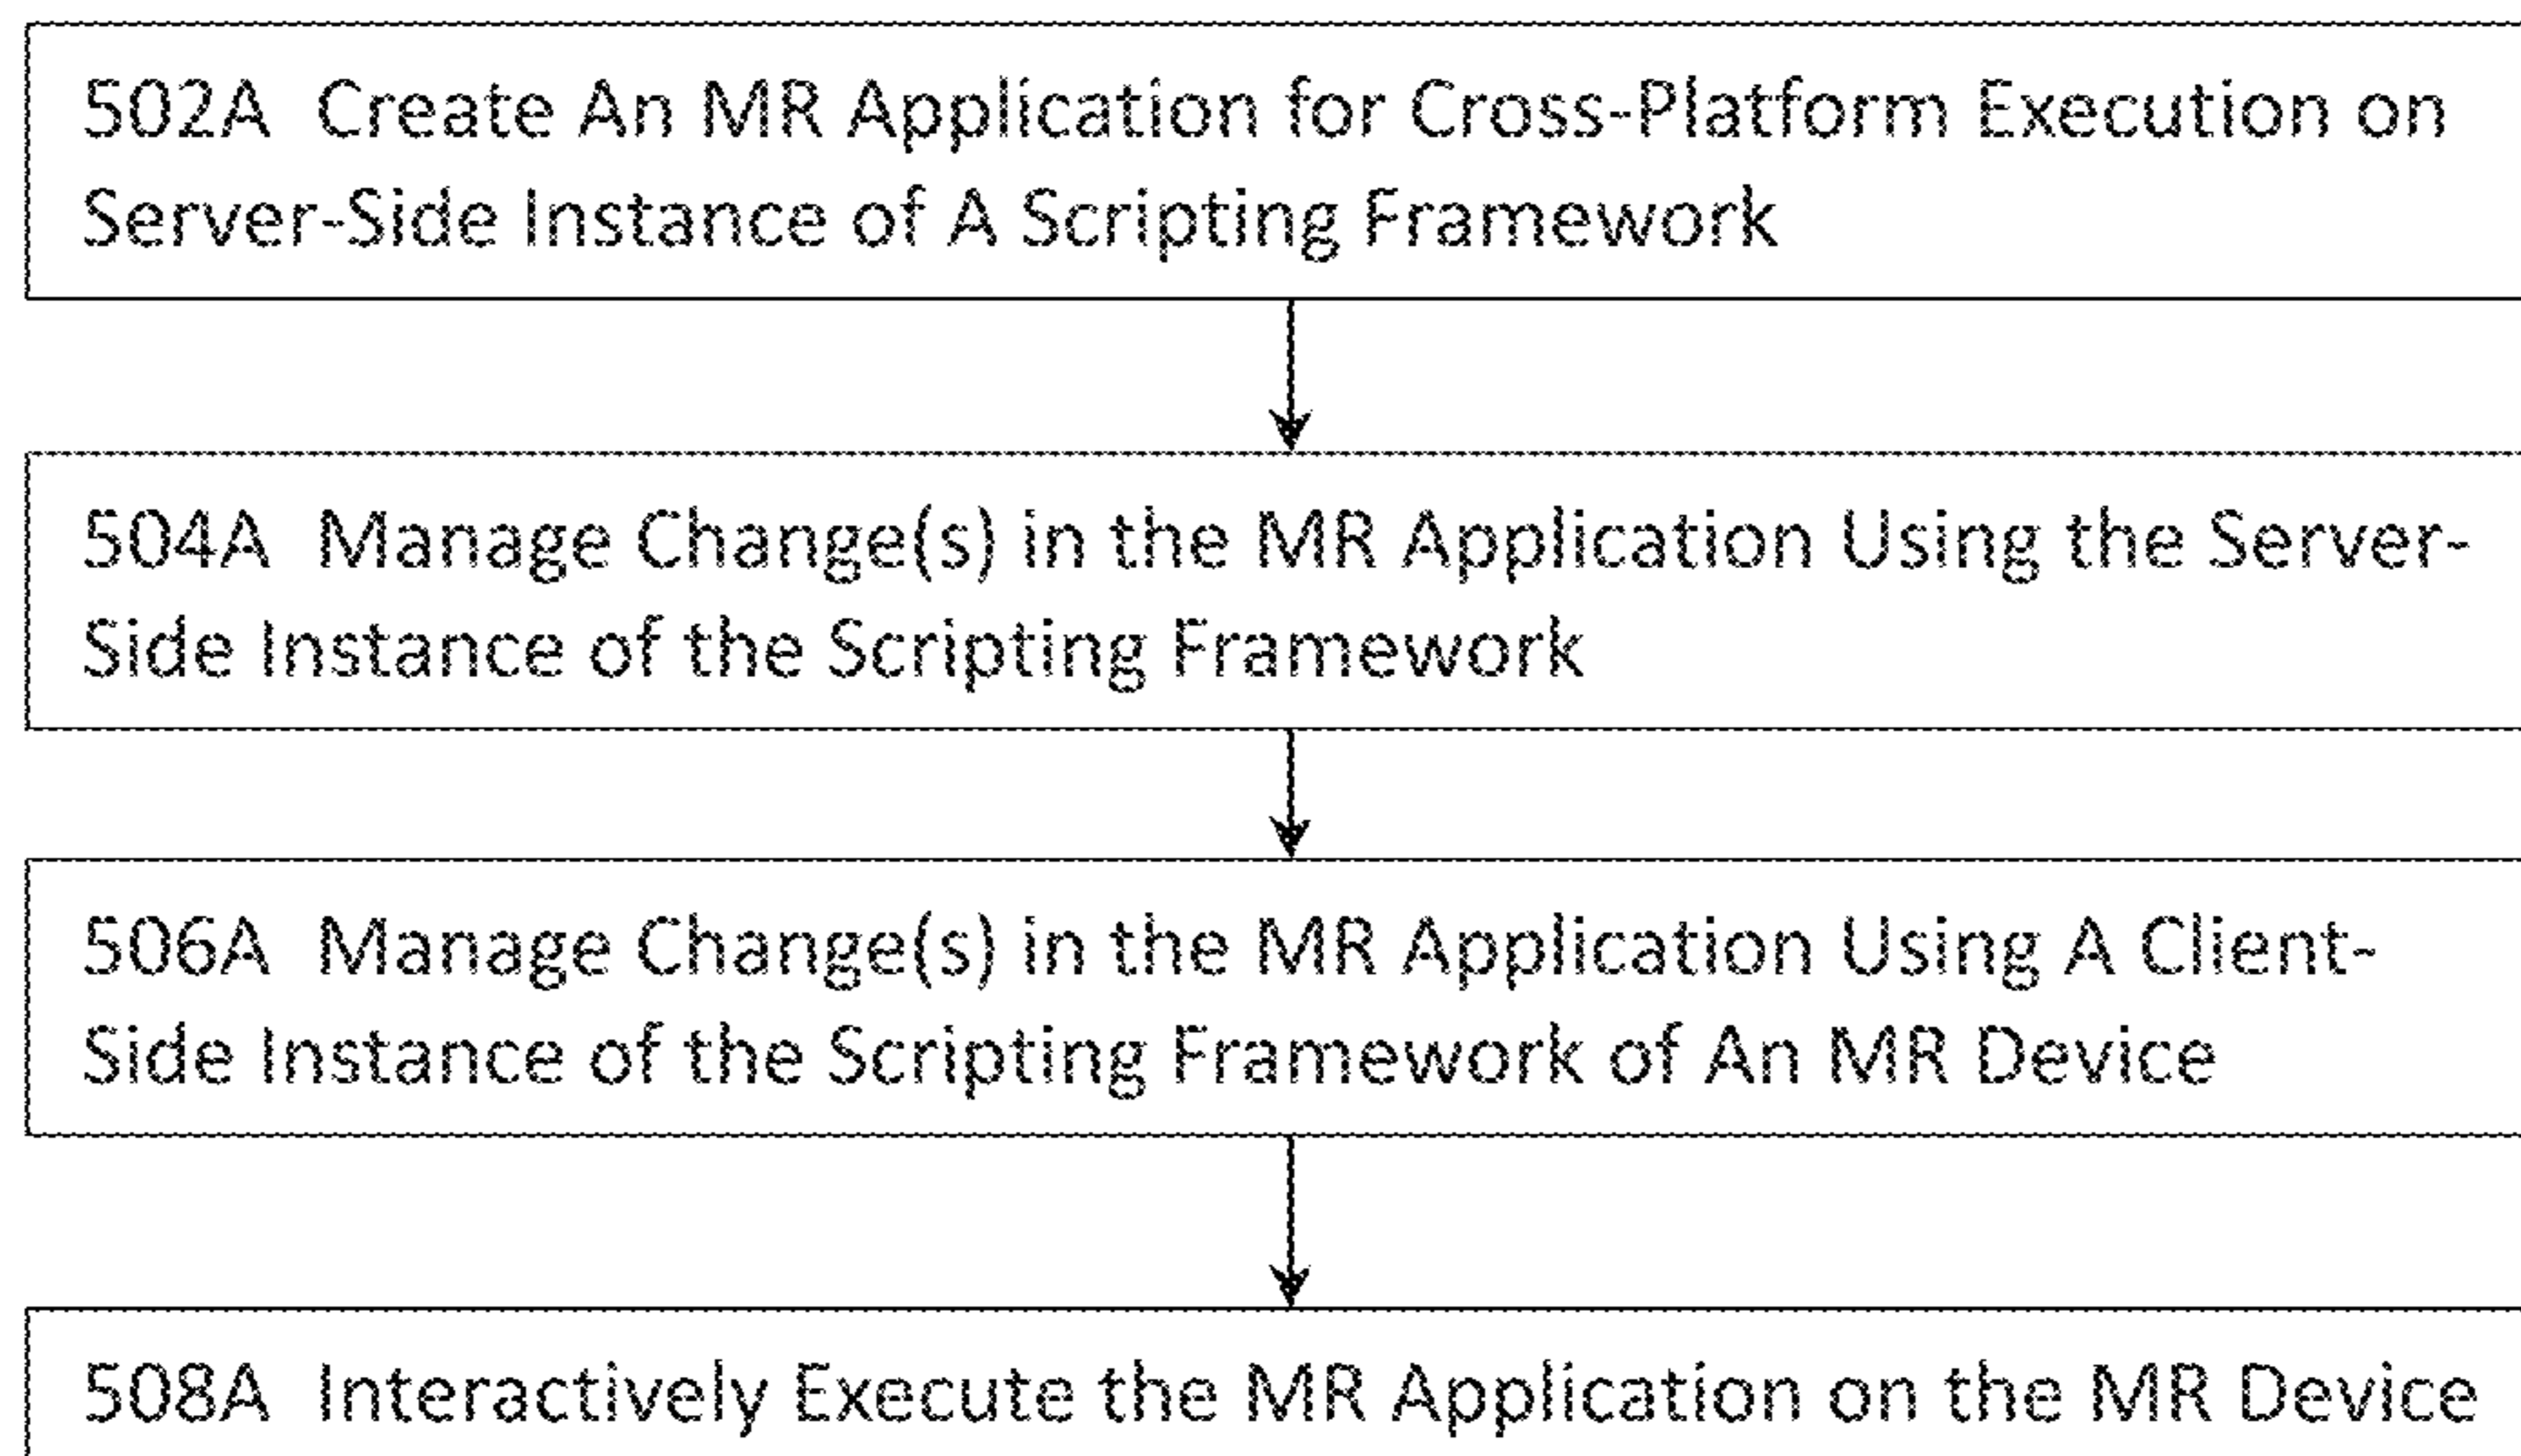 502A Create An MR Application for Cross-Platform Execution on
Server-Side Instance of A Scripting Framework
504A Manage Change(s) in the MR Application Using the Server-
Side Instance of the Scripting Framework
506A Manage Change(s) in the MR Application Using A Client-
Side Instance of the Scripting Framework of An MR Device
508A Interactively Execute the MR Application on the MR Device